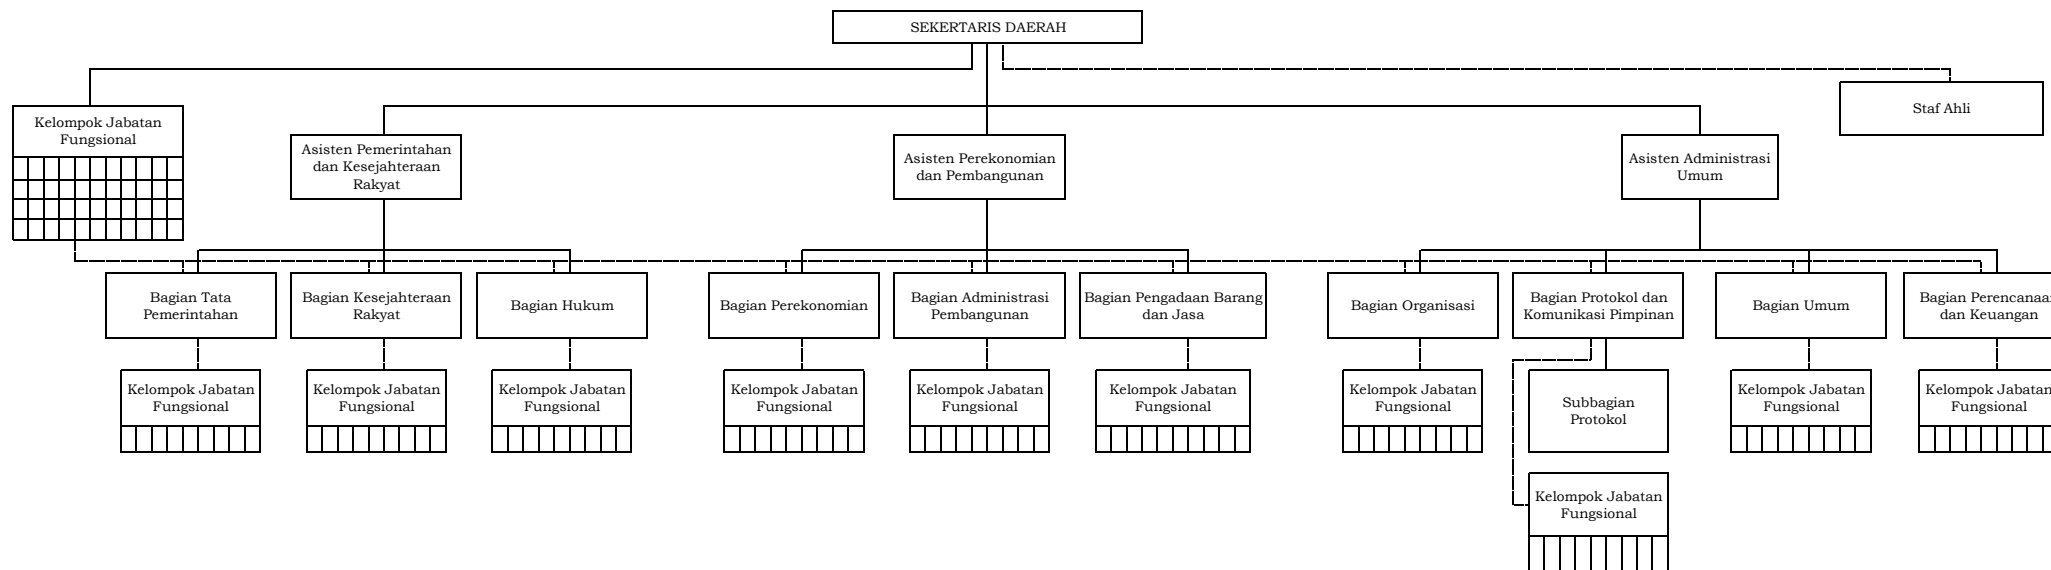 SEKERTARIS DAERAH
Staf Ahli
Kelompok Jabatan
Fungsional
Asisten Pemerintahan
dan Kesejahteraan
Rakyat
Asisten Perekonomian
dan Pembangunan
Asisten Administrasi
Umum
Bagian Tata
Pemerintahan
Bagian Kesejahteraan
Rakyat
Bagian Hukum
Bagian Perekonomian
Bagian Administrasi
Pembangunan
Bagian Pengadaan Barang
dan Jasa
Bagian Organisasi
Bagian Protokol dan
Komunikasi Pimpinan
Bagian Umum
Bagian Perencanaan
dan Keuangan
Kelompok Jabatan
Fungsional
Kelompok Jabatan
Fungsional
Kelompok Jabatan
Fungsional
Kelompok Jabatan
Fungsional
Kelompok Jabatan
Fungsional
Kelompok Jabatan
Fungsional
Kelompok Jabatan
Fungsional
Subbagian
Protokol
Kelompok Jabatan
Fungsional
Kelompok Jabatan
Fungsional
Kelompok Jabatan
Fungsional